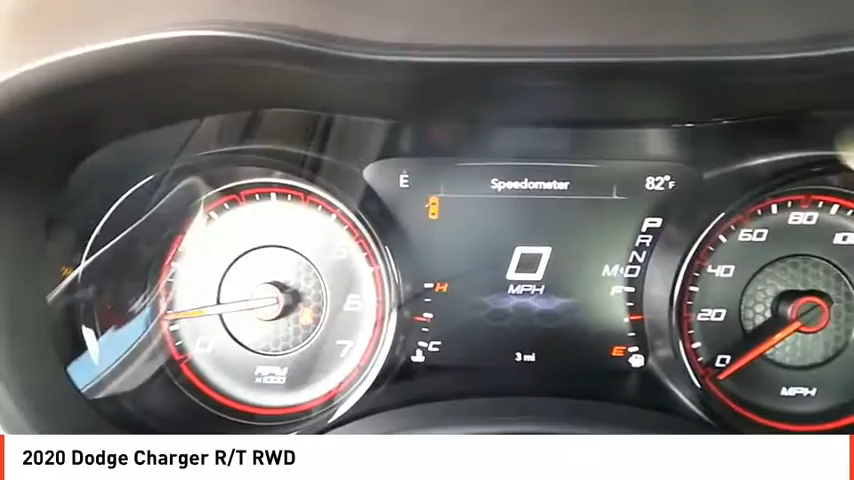 E
Speedometer
82°F
P
R
N
M D
0
MPH
H
F
C
E
3 mi
5
6
7
0
RPM
X1000
80
60
40
20
0
MPH
2020 Dodge Charger R/T RWD